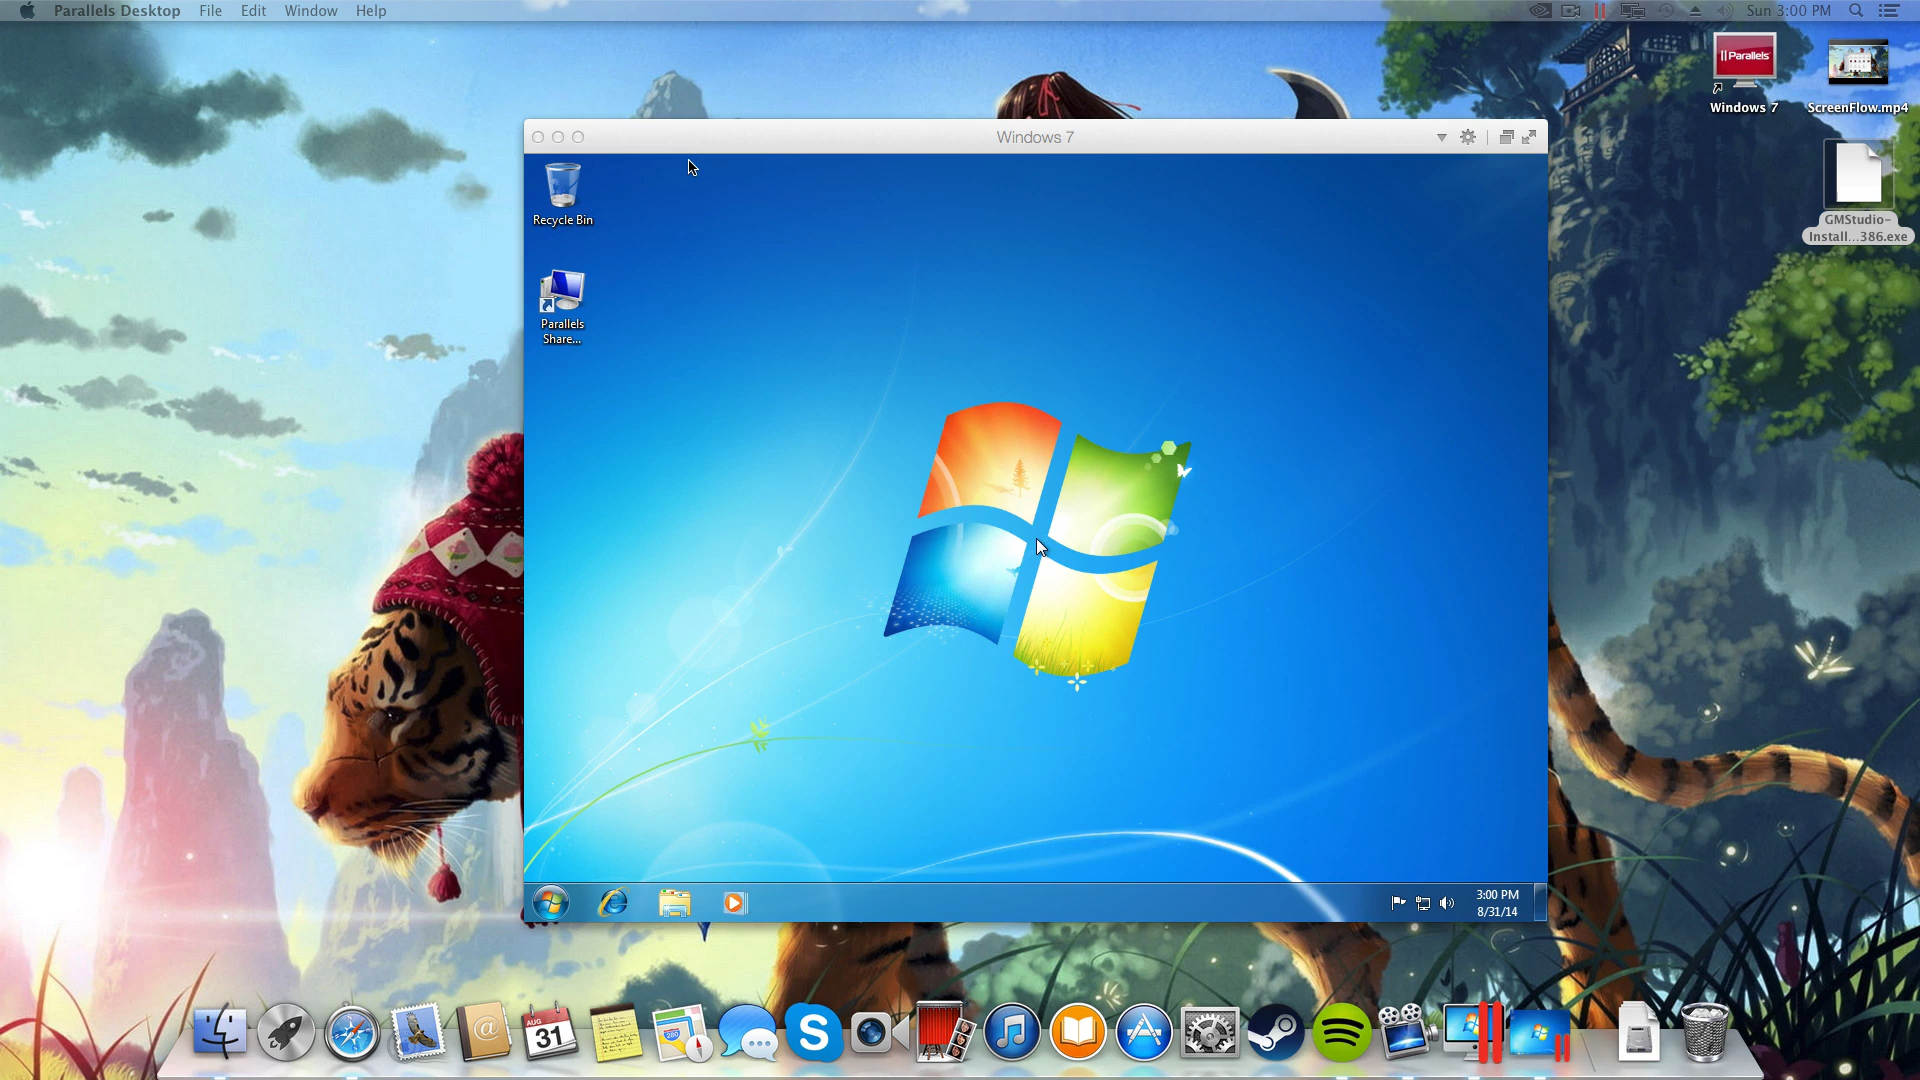 Parallels Desktop File Edit Window Help
Sun 3:00 PM
|| Parallels
Windows 7
ScreenFlow.mp4
GMStudio-
Install...386.exe
Windows 7
Recycle Bin
Parallels
Share...
3:00 PM
8/31/14
AUG
31
@
280
S